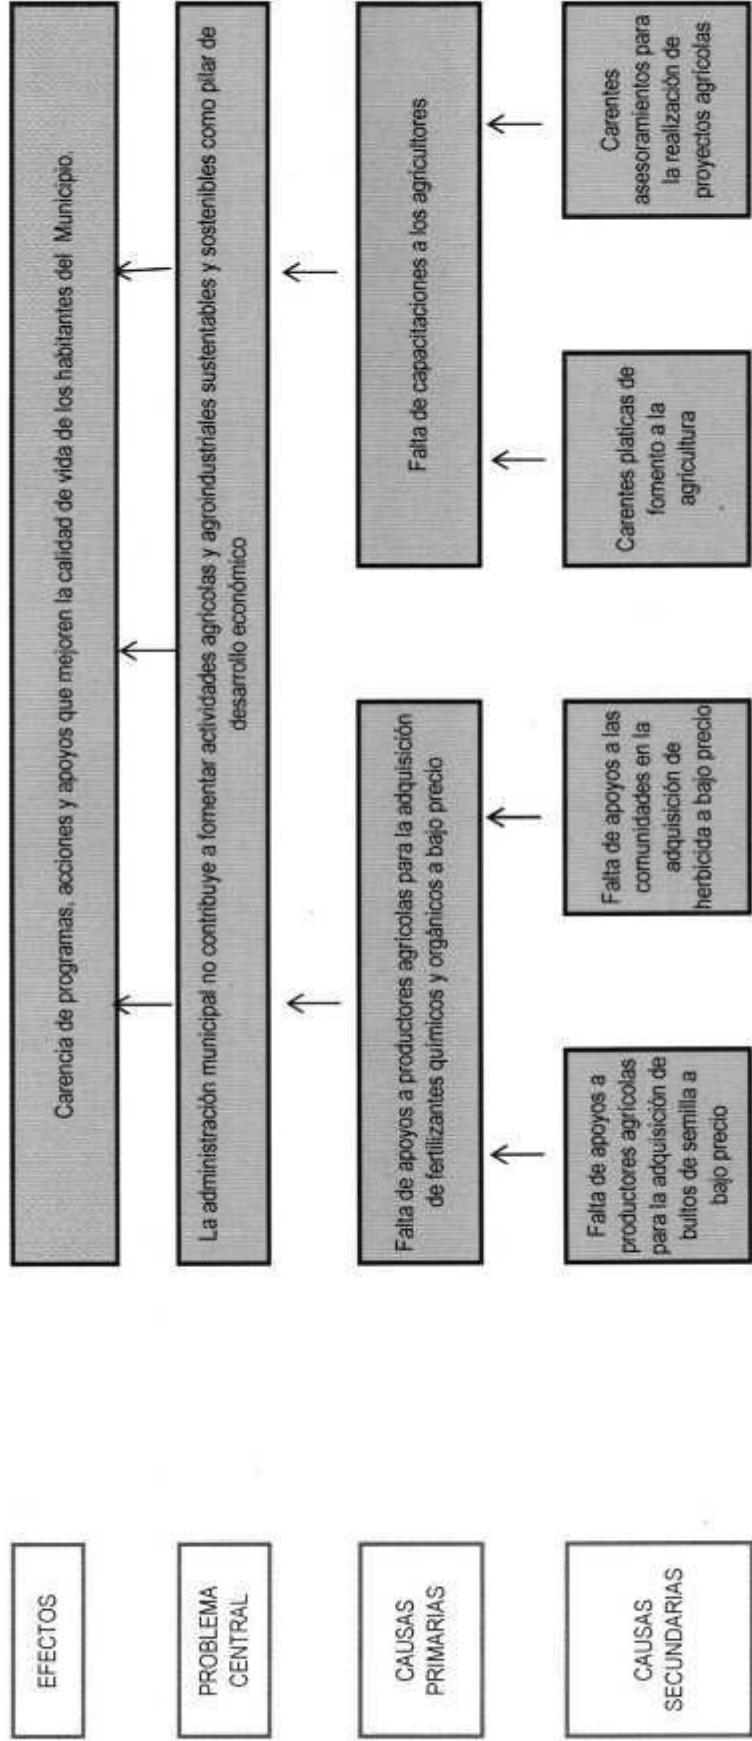 EFECTOS
Carencia de programas, acciones y apoyos que mejoren la calidad de vida de los habitantes del Municipio.
PROBLEMA
CENTRAL
La administración municipal no contribuye a fomentar actividades agrícolas y agroindustriales sustentables y sostenibles como pilar de
desarrollo económico
CAUSAS
PRIMARIAS
Falta de apoyos a productores agrícolas para la adquisición
de fertilizantes químicos y orgánicos a bajo precio
Falta de capacitaciones a los agricultores
CAUSAS
SECUNDARIAS
Falta de apoyos a
productores agrícolas
para la adquisición de
bultos de semilla a
bajo precio
Falta de apoyos a las
comunidades en la
adquisición de
herbicida a bajo precio
Carentes platicas de
fomento a la
agricultura
Carentes
asesoramientos para
la realización de
proyectos agrícolas